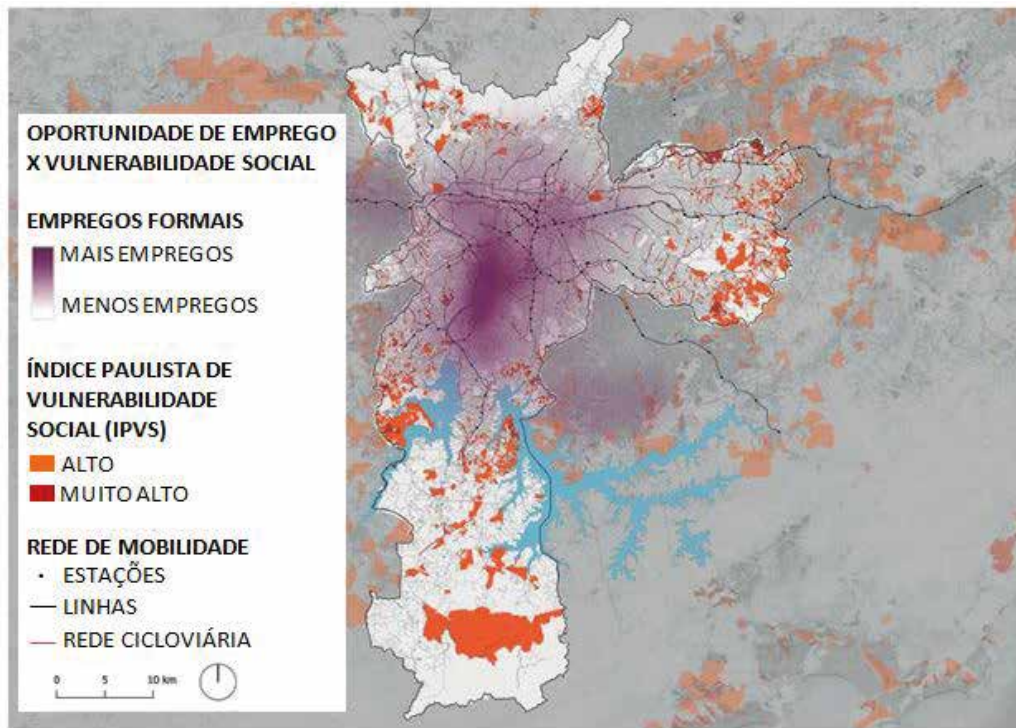 OPORTUNIDADE DE EMPREGO
X VULNERABILIDADE SOCIAL
EMPREGOS FORMAIS
MAIS EMPREGOS
MENOS EMPREGOS
ÍNDICE PAULISTA DE
VULNERABILIDADE
SOCIAL (IPVS)
ALTO
MUITO ALTO
REDE DE MOBILIDADE
ESTAÇÕES
LINHAS
REDE CICLOVIÁRIA
0 5 10 km